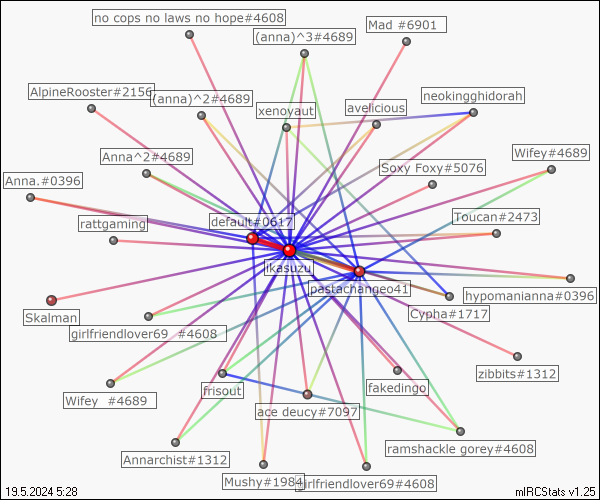 no cops no laws no hope#4608
Mad #6901
(anna)^3#4689
AlpineRooster#2156
(anna)^2#4689
neokingghidorah
xenoyaut
avelicious
Anna^2#4689
Wifey#4689
Soxy Foxy#5076
Anna.#0396
rattgaming
default#0617
Toucan#2473
ikasuzu
pastachangeo41
hypomanianna#0396
Skalman
Cypha#1717
girlfriendlover69 #4608
zibbits#1312
frisout
fakedingo
Wifey #4689
ace deucy#7097
ramshackle gorey#4608
Annarchist#1312
Mushy#1984
girlfriendlover69#4608
19.5.2024 5:28
mIRCStats v1.25